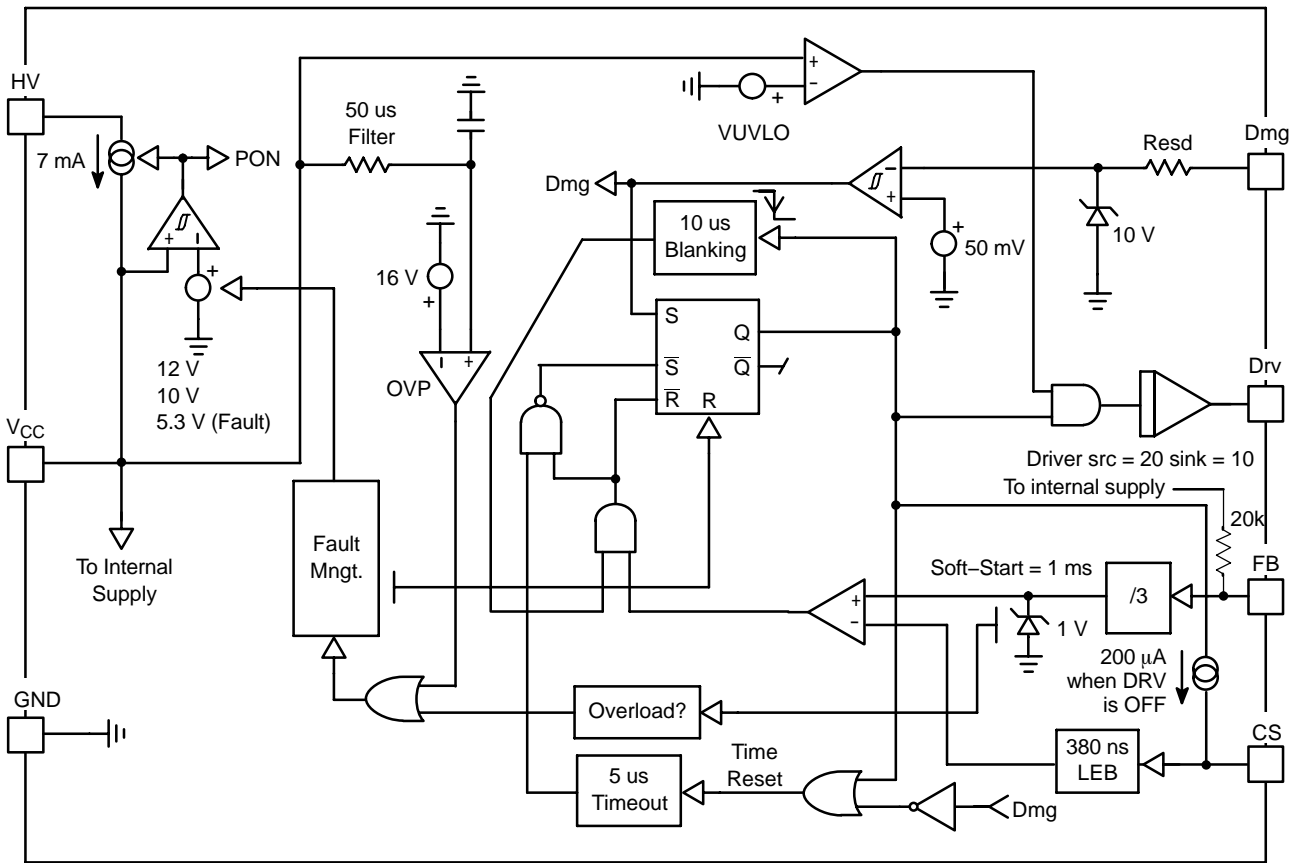 HV
7 mA
PON
50 us
Filter
+
−
+
VUVLO
Resd
Dmg
Dmg
−
+
+
50 mV
10 V
10 us
Blanking
+
−
+
16 V
+
12 V
10 V
5.3 V (Fault)
−
+
OVP
S
Q
S̅
Q̅
R̅
R
Drv
VCC
Driver src = 20 sink = 10
To internal supply
20k
To Internal
Supply
Fault
Mngt.
Soft−Start = 1 ms
FB
+
−
/3
1 V
200 μA
when DRV
is OFF
GND
Overload?
CS
380 ns
LEB
Time
Reset
5 us
Timeout
Dmg